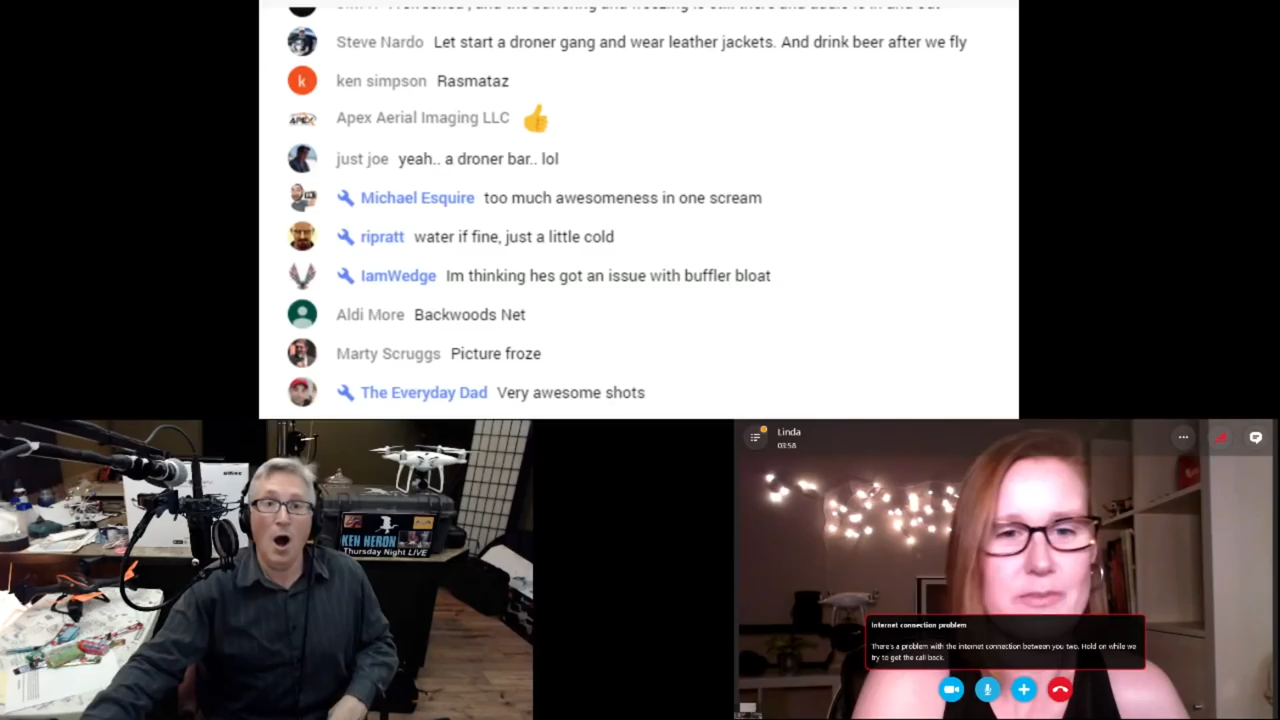 Steve Nardo Let start a droner gang and wear leather jackets. And drink beer after we fly
k ken simpson Rasmataz
APEX Apex Aerial Imaging LLC
just joe yeah.. a droner bar.. lol
Michael Esquire too much awesomeness in one scream
ripratt water if fine, just a little cold
IamWedge Im thinking hes got an issue with buffler bloat
Aldi More Backwoods Net
Marty Scruggs Picture froze
The Everyday Dad Very awesome shots
Linda
03:58
KEN HERON
Thursday Night LIVE
Internet connection problem
There's a problem with the internet connection between you two. Hold on while we
try to get the call back.